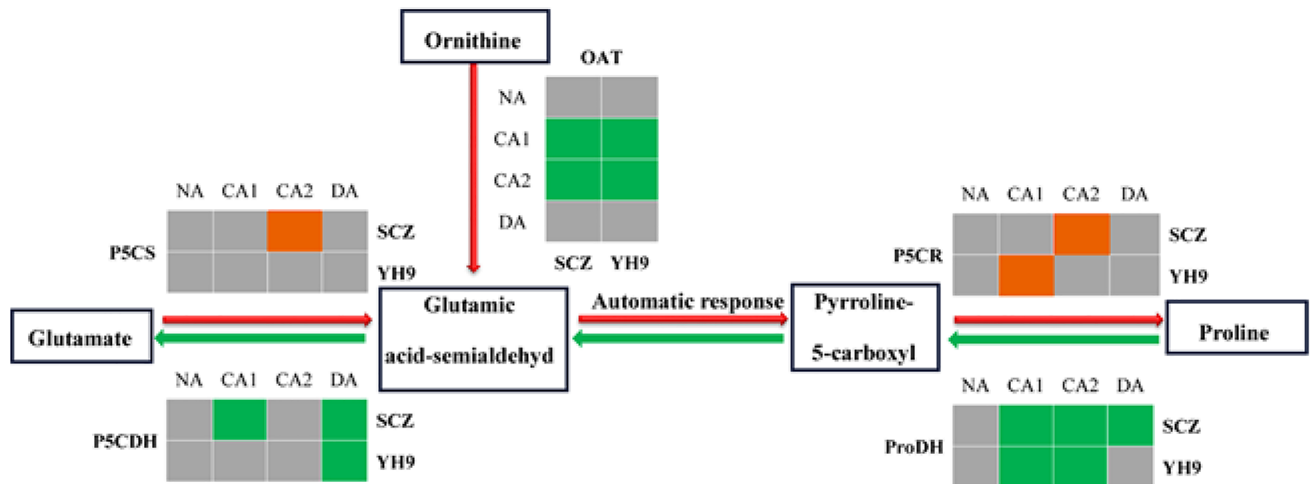 Ornithine
OAT
NA
CA1
CA2
DA
SCZ YH9
NA CA1 CA2 DA
P5CS
SCZ
YH9
NA CA1 CA2 DA
P5CR
SCZ
YH9
Glutamate
Glutamic
acid-semialdehyd
Automatic response
Pyrroline-
5-carboxyl
Proline
NA CA1 CA2 DA
P5CDH
SCZ
YH9
NA CA1 CA2 DA
ProDH
SCZ
YH9